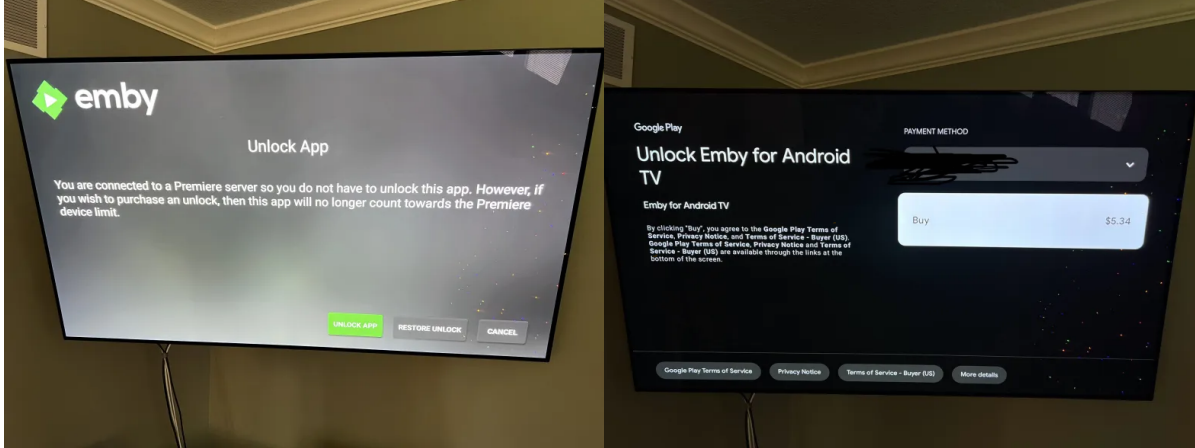 emby
Unlock App
You are connected to a Premiere server so you do not have to unlock this app. However, if
you wish to purchase an unlock, then this app will no longer count towards the Premiere
device limit.
UNLOCK APP
RESTORE UNLOCK
CANCEL
Google Play
Unlock Emby for Android
TV
Emby for Android TV
By clicking "Buy", you agree to the Google Play Terms of
Service, Privacy Notice, and Terms of Service - Buyer (US).
Google Play Terms of Service, Privacy Notice and Terms of
Service - Buyer (US) are available through the links at the
bottom of the screen.
PAYMENT METHOD
Buy $5.34
Google Play Terms of Service
Privacy Notice
Terms of Service - Buyer (US)
More details